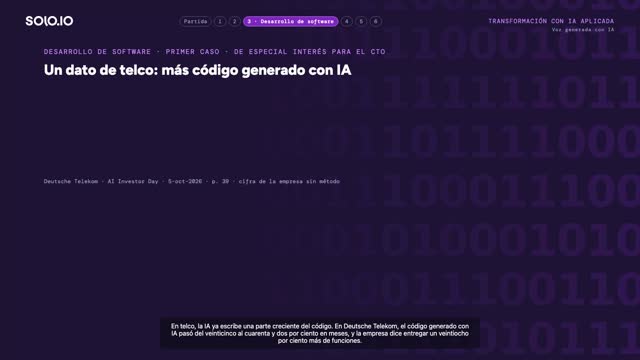 SOLO.IO
Partida 1 2 3 · Desarrollo de software 4 5 6
TRANSFORMACIÓN CON IA APLICADA
Voz generada con IA
DESARROLLO DE SOFTWARE · PRIMER CASO · DE ESPECIAL INTERÉS PARA EL CTO
Un dato de telco: más código generado con IA
Deutsche Telekom · AI Investor Day · 5-oct-2026 · p. 39 · cifra de la empresa sin método
En telco, la IA ya escribe una parte creciente del código. En Deutsche Telekom, el código generado con
IA pasó del veinticinco al cuarenta y dos por ciento en meses, y la empresa dice entregar un veintiocho
por ciento más de funciones.